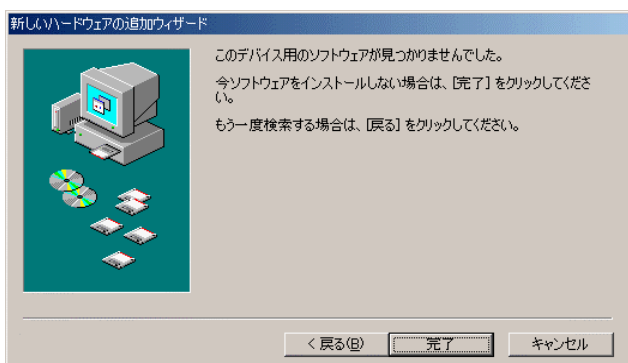 新しいハードウェアの追加ウィザード
このデバイス用のソフトウェアが見つかりませんでした。
今ソフトウェアをインストールしない場合は、[完了] をクリックしてくださ
い。
もう一度検索する場合は、[戻る] をクリックしてください。
< 戻る(B)
完了
キャンセル